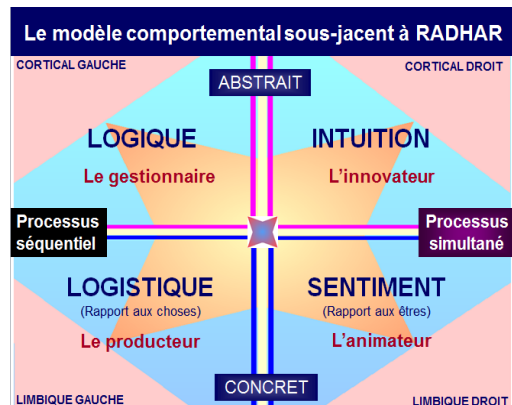 Le modèle comportemental sous-jacent à RADHAR
CORTICAL GAUCHE
CORTICAL DROIT
ABSTRAIT
LOGIQUE
INTUITION
Le gestionnaire
L'innovateur
Processus
séquentiel
Processus
simultané
LOGISTIQUE
SENTIMENT
(Rapport aux choses)
(Rapport aux êtres)
Le producteur
L'animateur
CONCRET
LIMBIQUE GAUCHE
LIMBIQUE DROIT